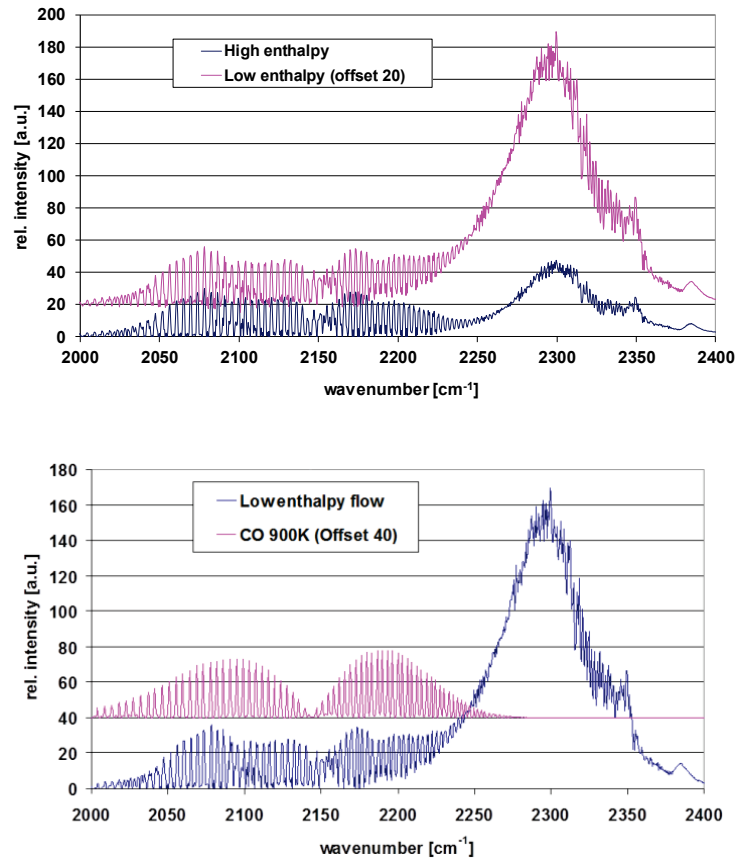 200
180
160
140
120
100
80
60
40
20
0
rel. intensity [a.u.]
High enthalpy
Low enthalpy (offset 20)
2000 2050 2100 2150 2200 2250 2300 2350 2400
wavenumber [cm-1]
180
160
140
120
100
80
60
40
20
0
rel. intensity [a.u.]
Lowenthalpy flow
CO 900K (Offset 40)
2000 2050 2100 2150 2200 2250 2300 2350 2400
wavenumber [cm-1]